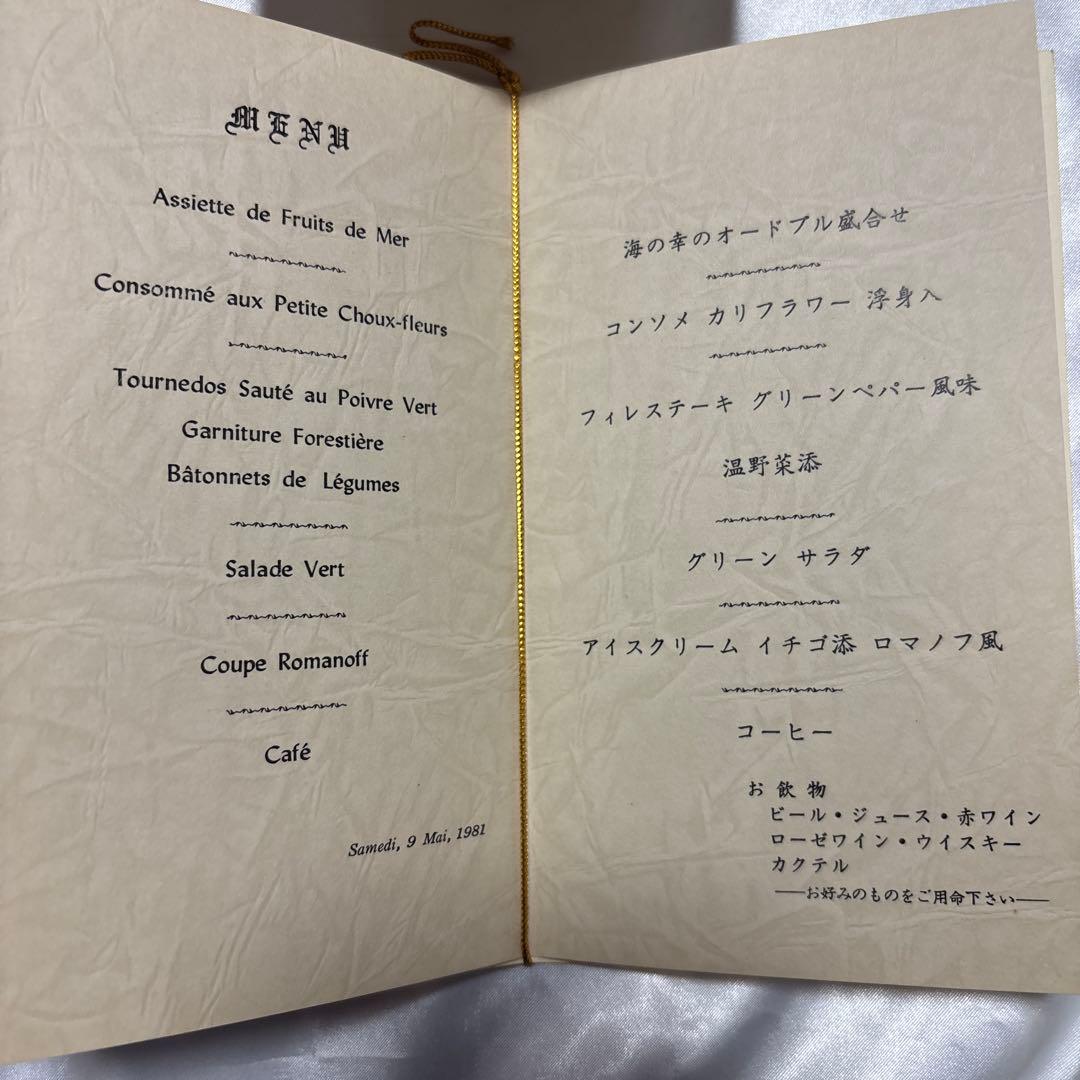 MENU
Assiette de Fruits de Mer
Consommé aux Petite Choux-fleurs
Tournedos Sauté au Poivre Vert
Garniture Forestière
Bâtonnets de Légumes
Salade Vert
Coupe Romanoff
Café
Samedi, 9 Mai, 1981
海の幸のオードブル盛合せ
コンソメ カリフラワー 浮身入
フィレステーキ グリーンペパー風味
温野菜添
グリーン サラダ
アイスクリーム イチゴ添 ロマノフ風
コーヒー
お飲物
ビール・ジュース・赤ワイン
ローゼワイン・ウイスキー
カクテル
──お好みのものをご用命下さい──